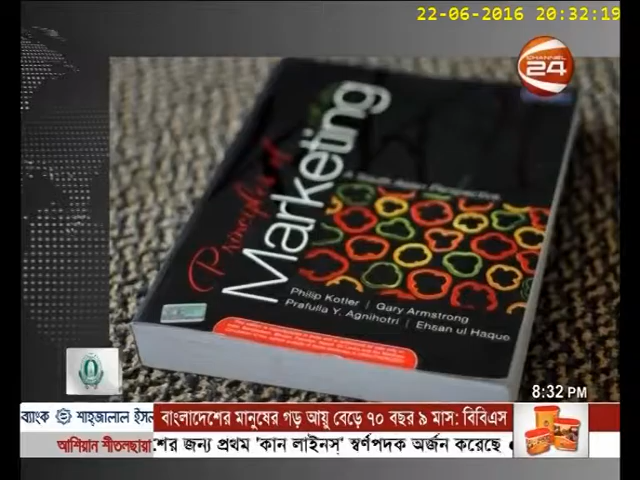 22-06-2016 20:32:19
CHANNEL
24
A South Asian Perspective
Principles of
Marketing
Philip Kotler | Gary Armstrong
Prafulla Y. Agnihotri | Ehsan ul Haque
8:32 PM
ব্যাংক শাহ্জালাল ইসল বাংলাদেশের মানুষের গড় আয়ু বেড়ে ৭০ বছর ৯ মাস: বিবিএস
আশিয়ান শীতলছায়া শের জন্য প্রথম 'কান লাইনস্' স্বর্ণপদক অর্জন করেছে